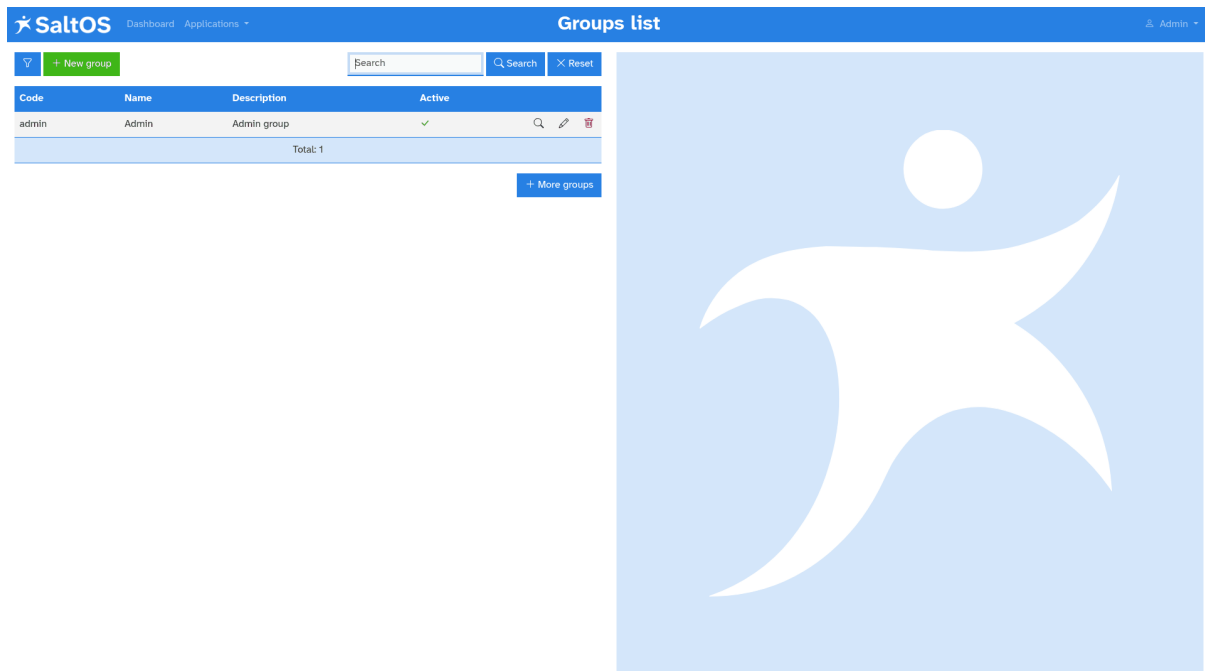 SaltOS Dashboard Applications Groups list Admin
+ New group Search Search Reset
Code Name Description Active
admin Admin Admin group
Total: 1
+ More groups